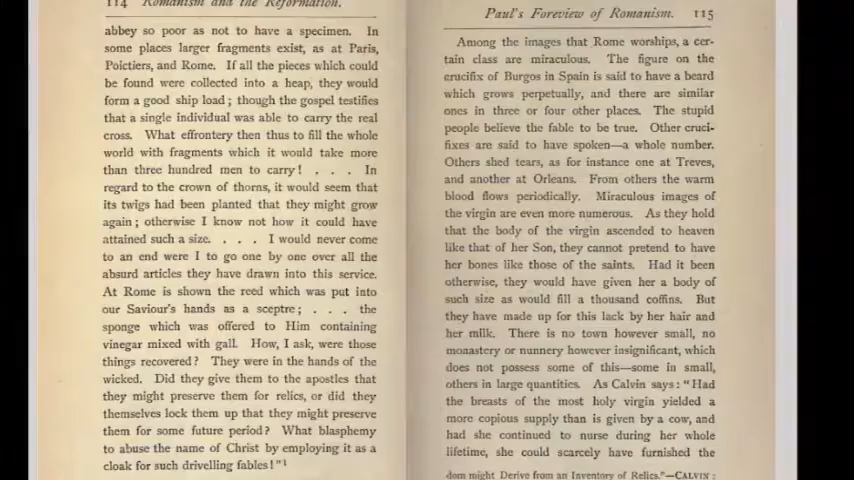 114 Romanism and the Reformation.
abbey so poor as not to have a specimen. In
some places larger fragments exist, as at Paris,
Poictiers, and Rome. If all the pieces which could
be found were collected into a heap, they would
form a good ship load; though the gospel testifies
that a single individual was able to carry the real
cross. What effrontery then thus to fill the whole
world with fragments which it would take more
than three hundred men to carry! . . . In
regard to the crown of thorns, it would seem that
its twigs had been planted that they might grow
again; otherwise I know not how it could have
attained such a size. . . . I would never come
to an end were I to go one by one over all the
absurd articles they have drawn into this service.
At Rome is shown the reed which was put into
our Saviour's hands as a sceptre; . . . the
sponge which was offered to Him containing
vinegar mixed with gall. How, I ask, were those
things recovered? They were in the hands of the
wicked. Did they give them to the apostles that
they might preserve them for relics, or did they
themselves lock them up that they might preserve
them for some future period? What blasphemy
to abuse the name of Christ by employing it as a
cloak for such drivelling fables!" 1
Paul's Foreview of Romanism. 115
Among the images that Rome worships, a cer-
tain class are miraculous. The figure on the
crucifix of Burgos in Spain is said to have a beard
which grows perpetually, and there are similar
ones in three or four other places. The stupid
people believe the fable to be true. Other cruci-
fixes are said to have spoken—a whole number.
Others shed tears, as for instance one at Treves,
and another at Orleans. From others the warm
blood flows periodically. Miraculous images of
the virgin are even more numerous. As they hold
that the body of the virgin ascended to heaven
like that of her Son, they cannot pretend to have
her bones like those of the saints. Had it been
otherwise, they would have given her a body of
such size as would fill a thousand coffins. But
they have made up for this lack by her hair and
her milk. There is no town however small, no
monastery or nunnery however insignificant, which
does not possess some of this—some in small,
others in large quantities. As Calvin says: "Had
the breasts of the most holy virgin yielded a
more copious supply than is given by a cow, and
had she continued to nurse during her whole
lifetime, she could scarcely have furnished the
dom might Derive from an Inventory of Relics."—CALVIN: